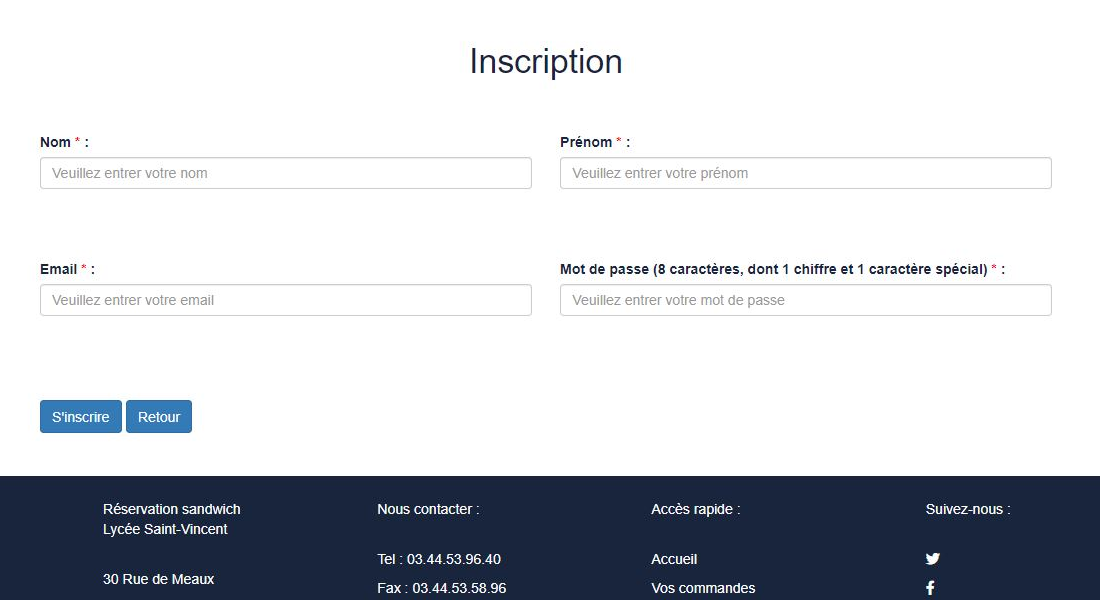 Inscription
Nom * :
Prénom * :
Veuillez entrer votre nom
Veuillez entrer votre prénom
Email * :
Mot de passe (8 caractères, dont 1 chiffre et 1 caractère spécial) * :
Veuillez entrer votre email
Veuillez entrer votre mot de passe
S'inscrire
Retour
Réservation sandwich
Lycée Saint-Vincent
30 Rue de Meaux
Nous contacter :
Tel : 03.44.53.96.40
Fax : 03.44.53.58.96
Accès rapide :
Accueil
Vos commandes
Suivez-nous :